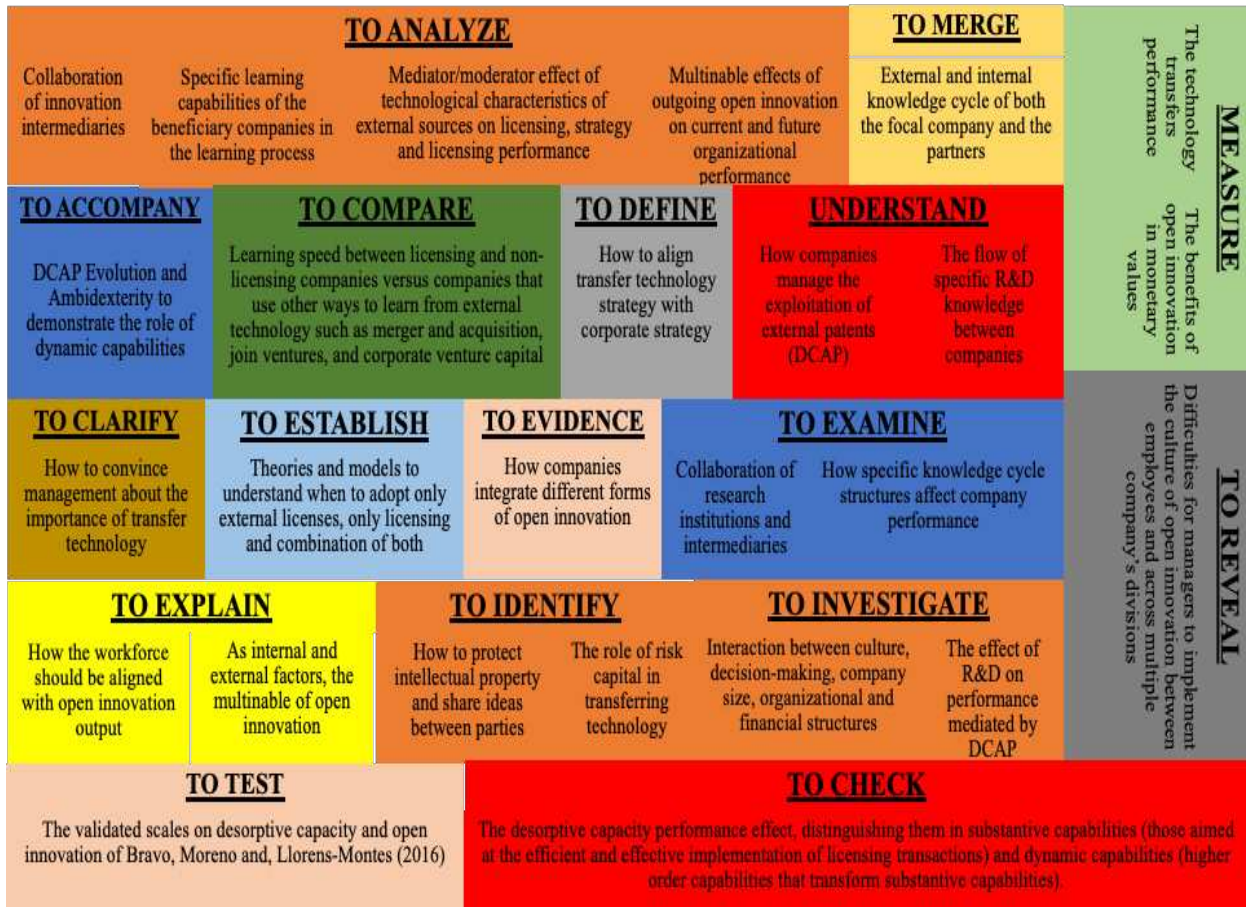 TO ANALYZE
Collaboration
of innovation
intermediaries
Specific learning
capabilities of the
beneficiary companies in
the learning process
Mediator/moderator effect of
technological characteristics of
external sources on licensing, strategy
and licensing performance
Multinable effects of
outgoing open innovation
on current and future
organizational
performance
TO MERGE
External and internal
knowledge cycle of both
the focal company and the
partners
MEASURE
The technology
transfers
performance
The benefits of
open innovation
in monetary
values
TO ACCOMPANY
DCAP Evolution and
Ambidexterity to
demonstrate the role of
dynamic capabilities
TO COMPARE
Learning speed between licensing and non-
licensing companies versus companies that
use other ways to learn from external
technology such as merger and acquisition,
join ventures, and corporate venture capital
TO DEFINE
How to align
transfer technology
strategy with
corporate strategy
UNDERSTAND
How companies
manage the
exploitation of
external patents
(DCAP)
The flow of
specific R&D
knowledge
between
companies
TO REVEAL
Difficulties for managers to implement
the culture of open innovation between
employees and across multiple
company's divisions
TO CLARIFY
How to convince
management about the
importance of transfer
technology
TO ESTABLISH
Theories and models to
understand when to adopt only
external licenses, only licensing
and combination of both
TO EVIDENCE
How companies
integrate different forms
of open innovation
TO EXAMINE
Collaboration of
research
institutions and
intermediaries
How specific knowledge cycle
structures affect company
performance
TO EXPLAIN
How the workforce
should be aligned
with open innovation
output
As internal and
external factors, the
multinable of open
innovation
TO IDENTIFY
How to protect
intellectual property
and share ideas
between parties
The role of risk
capital in
transferring
technology
TO INVESTIGATE
Interaction between culture,
decision-making, company
size, organizational and
financial structures
The effect of
R&D on
performance
mediated by
DCAP
TO TEST
The validated scales on desorptive capacity and open
innovation of Bravo, Moreno and, Llorens-Montes (2016)
TO CHECK
The desorptive capacity performance effect, distinguishing them in substantive capabilities (those aimed
at the efficient and effective implementation of licensing transactions) and dynamic capabilities (higher
order capabilities that transform substantive capabilities).